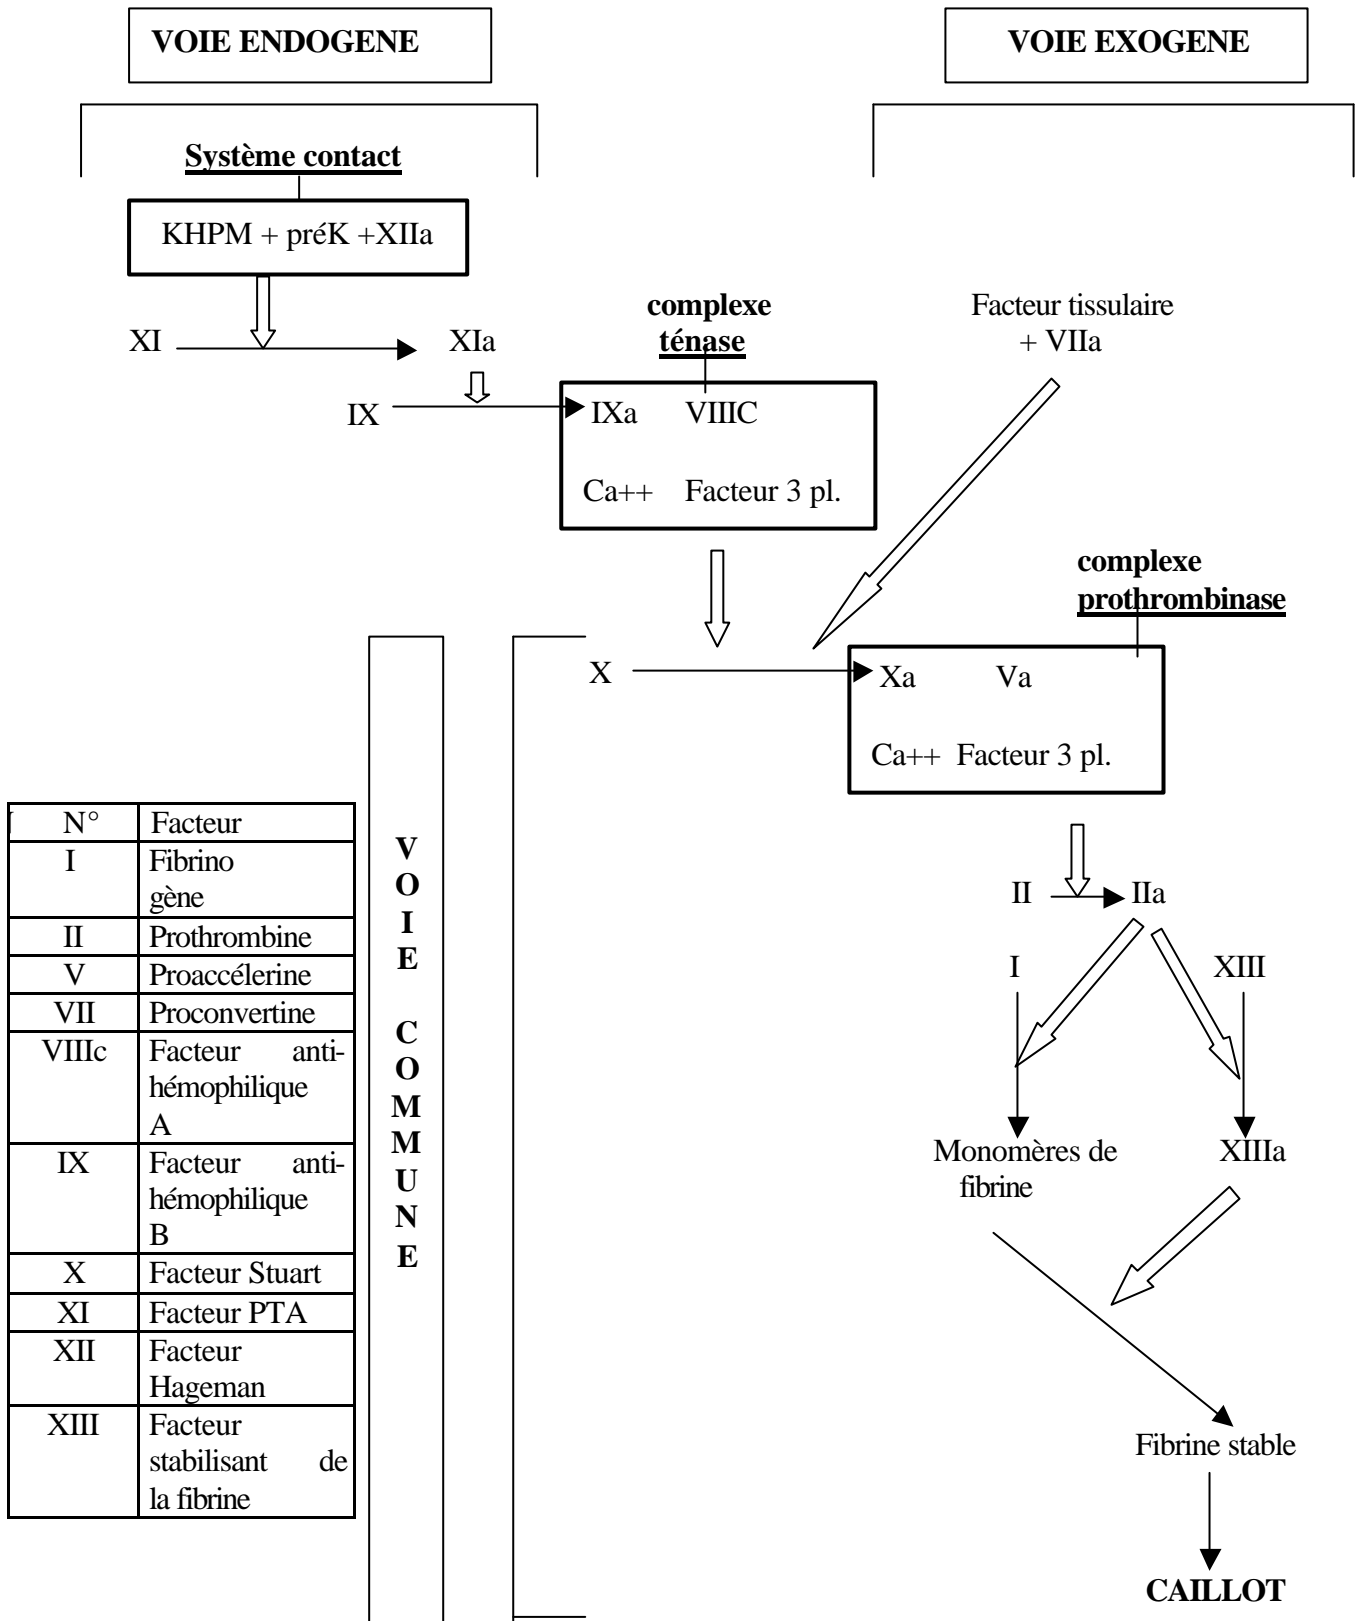 VOIE ENDOGENE
VOIE EXOGENE
Système contact
KHPM + préK +XIIa
XI
XIa
complexe
ténase
Facteur tissulaire
+ VIIa
IX
IXa VIIIC
Ca++ Facteur 3 pl.
complexe
prothrombinase
X
Xa Va
Ca++ Facteur 3 pl.
N° Facteur
I Fibrino
gène
II Prothrombine
V Proaccélerine
VII Proconvertine
VIIIc Facteur anti-
hémophilique
A
IX Facteur anti-
hémophilique
B
X Facteur Stuart
XI Facteur PTA
XII Facteur
Hageman
XIII Facteur
stabilisant de
la fibrine
V
O
I
E
C
O
M
M
U
N
E
II
IIa
I
XIII
Monomères de
fibrine
XIIIa
Fibrine stable
CAILLOT